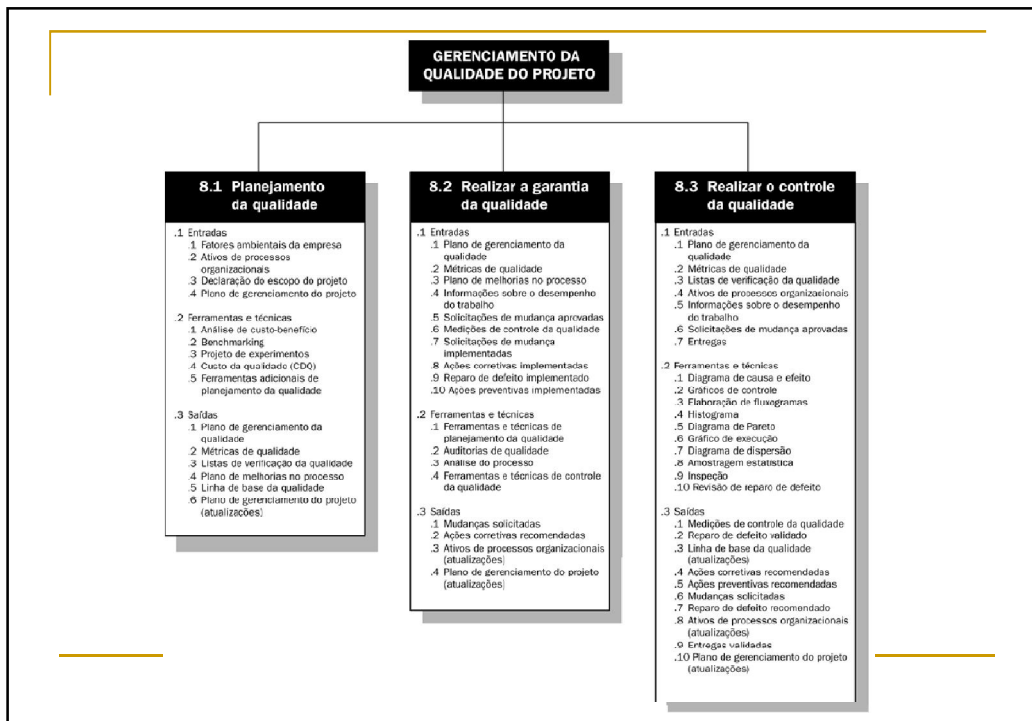 GERENCIAMENTO DA
QUALIDADE DO PROJETO
8.1 Planejamento
da qualidade
.1 Entradas
.1 Fatores ambientais da empresa
.2 Ativos de processos
organizacionais
.3 Declaração do escopo do projeto
.4 Plano de gerenciamento do projeto
.2 Ferramentas e técnicas
.1 Análise de custo-benefício
.2 Benchmarking
.3 Projeto de experimentos
.4 Custo da qualidade (CDQ)
.5 Ferramentas adicionais de
planejamento da qualidade
.3 Saídas
.1 Plano de gerenciamento da
qualidade
.2 Métricas de qualidade
.3 Listas de verificação da qualidade
.4 Plano de melhorias no processo
.5 Linha de base da qualidade
.6 Plano de gerenciamento do projeto
(atualizações)
8.2 Realizar a garantia
da qualidade
.1 Entradas
.1 Plano de gerenciamento da
qualidade
.2 Métricas de qualidade
.3 Plano de melhorias no processo
.4 Informações sobre o desempenho
do trabalho
.5 Solicitações de mudança aprovadas
.6 Medições de controle da qualidade
.7 Solicitações de mudança
implementadas
.8 Ações corretivas implementadas
.9 Reparo de defeito implementado
.10 Ações preventivas implementadas
.2 Ferramentas e técnicas
.1 Ferramentas e técnicas de
planejamento da qualidade
.2 Auditorias de qualidade
.3 Análise do processo
.4 Ferramentas e técnicas de controle
da qualidade
.3 Saídas
.1 Mudanças solicitadas
.2 Ações corretivas recomendadas
.3 Ativos de processos organizacionais
(atualizações)
.4 Plano de gerenciamento do projeto
(atualizações)
8.3 Realizar o controle
da qualidade
.1 Entradas
.1 Plano de gerenciamento da
qualidade
.2 Métricas de qualidade
.3 Listas de verificação da qualidade
.4 Ativos de processos organizacionais
.5 Informações sobre o desempenho
do trabalho
.6 Solicitações de mudança aprovadas
.7 Entregas
.2 Ferramentas e técnicas
.1 Diagrama de causa e efeito
.2 Gráficos de controle
.3 Elaboração de fluxogramas
.4 Histograma
.5 Diagrama de Pareto
.6 Gráfico de execução
.7 Diagrama de dispersão
.8 Amostragem estatística
.9 Inspeção
.10 Revisão de reparo de defeito
.3 Saídas
.1 Medições de controle da qualidade
.2 Reparo de defeito validado
.3 Linha de base da qualidade
(atualizações)
.4 Ações corretivas recomendadas
.5 Ações preventivas recomendadas
.6 Mudanças solicitadas
.7 Reparo de defeito recomendado
.8 Ativos de processos organizacionais
(atualizações)
.9 Entregas validadas
.10 Plano de gerenciamento do projeto
(atualizações)